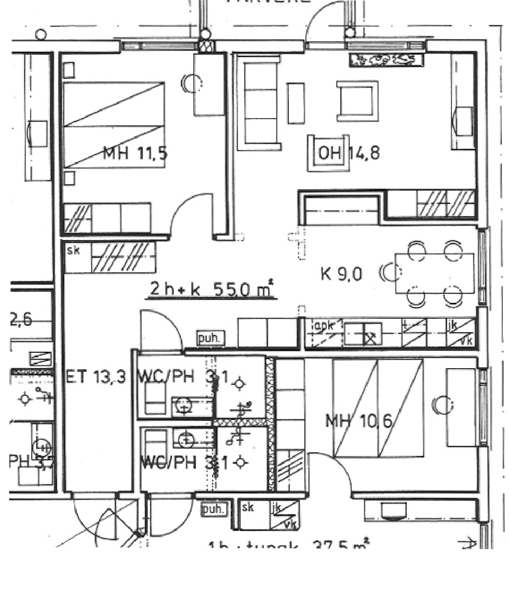 PARVEKE
MH 11,5
OH 14,8
sk
K 9,0
2 h + k 55.0 m²
2,6
puh.
apk
jk
vk
ET 13,3
WC/PH 3,1
MH 10,6
PH 3,2
WC/PH 3,1
puh.
sk
jk
vk
1h + tupak 37,5 m²